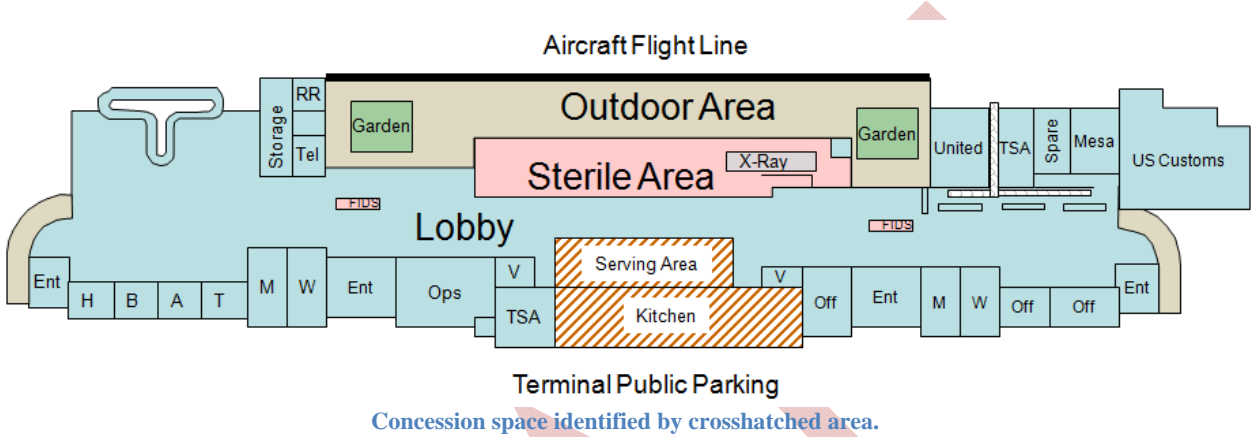 Aircraft Flight Line
RR
Storage
Tel
Garden
Outdoor Area
Garden
Sterile Area
X-Ray
United
TSA
Spare
Mesa
US Customs
FIDS
Lobby
FIDS
Ent
H
B
A
T
M
W
Ent
Ops
V
TSA
Serving Area
Kitchen
V
Off
Ent
M
W
Off
Off
Ent
Terminal Public Parking
Concession space identified by crosshatched area.